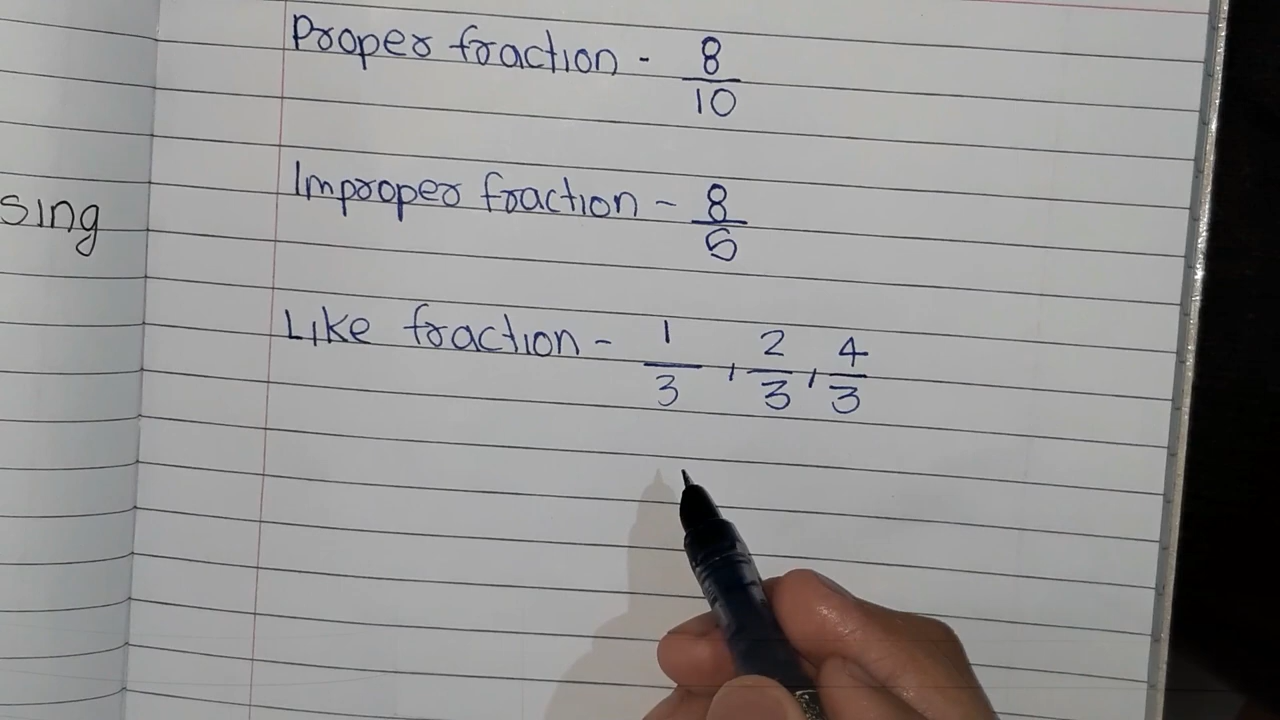 Proper fraction - 8/10
Improper fraction - 8/5
sing
Like fraction - 1/3, 2/3, 4/3